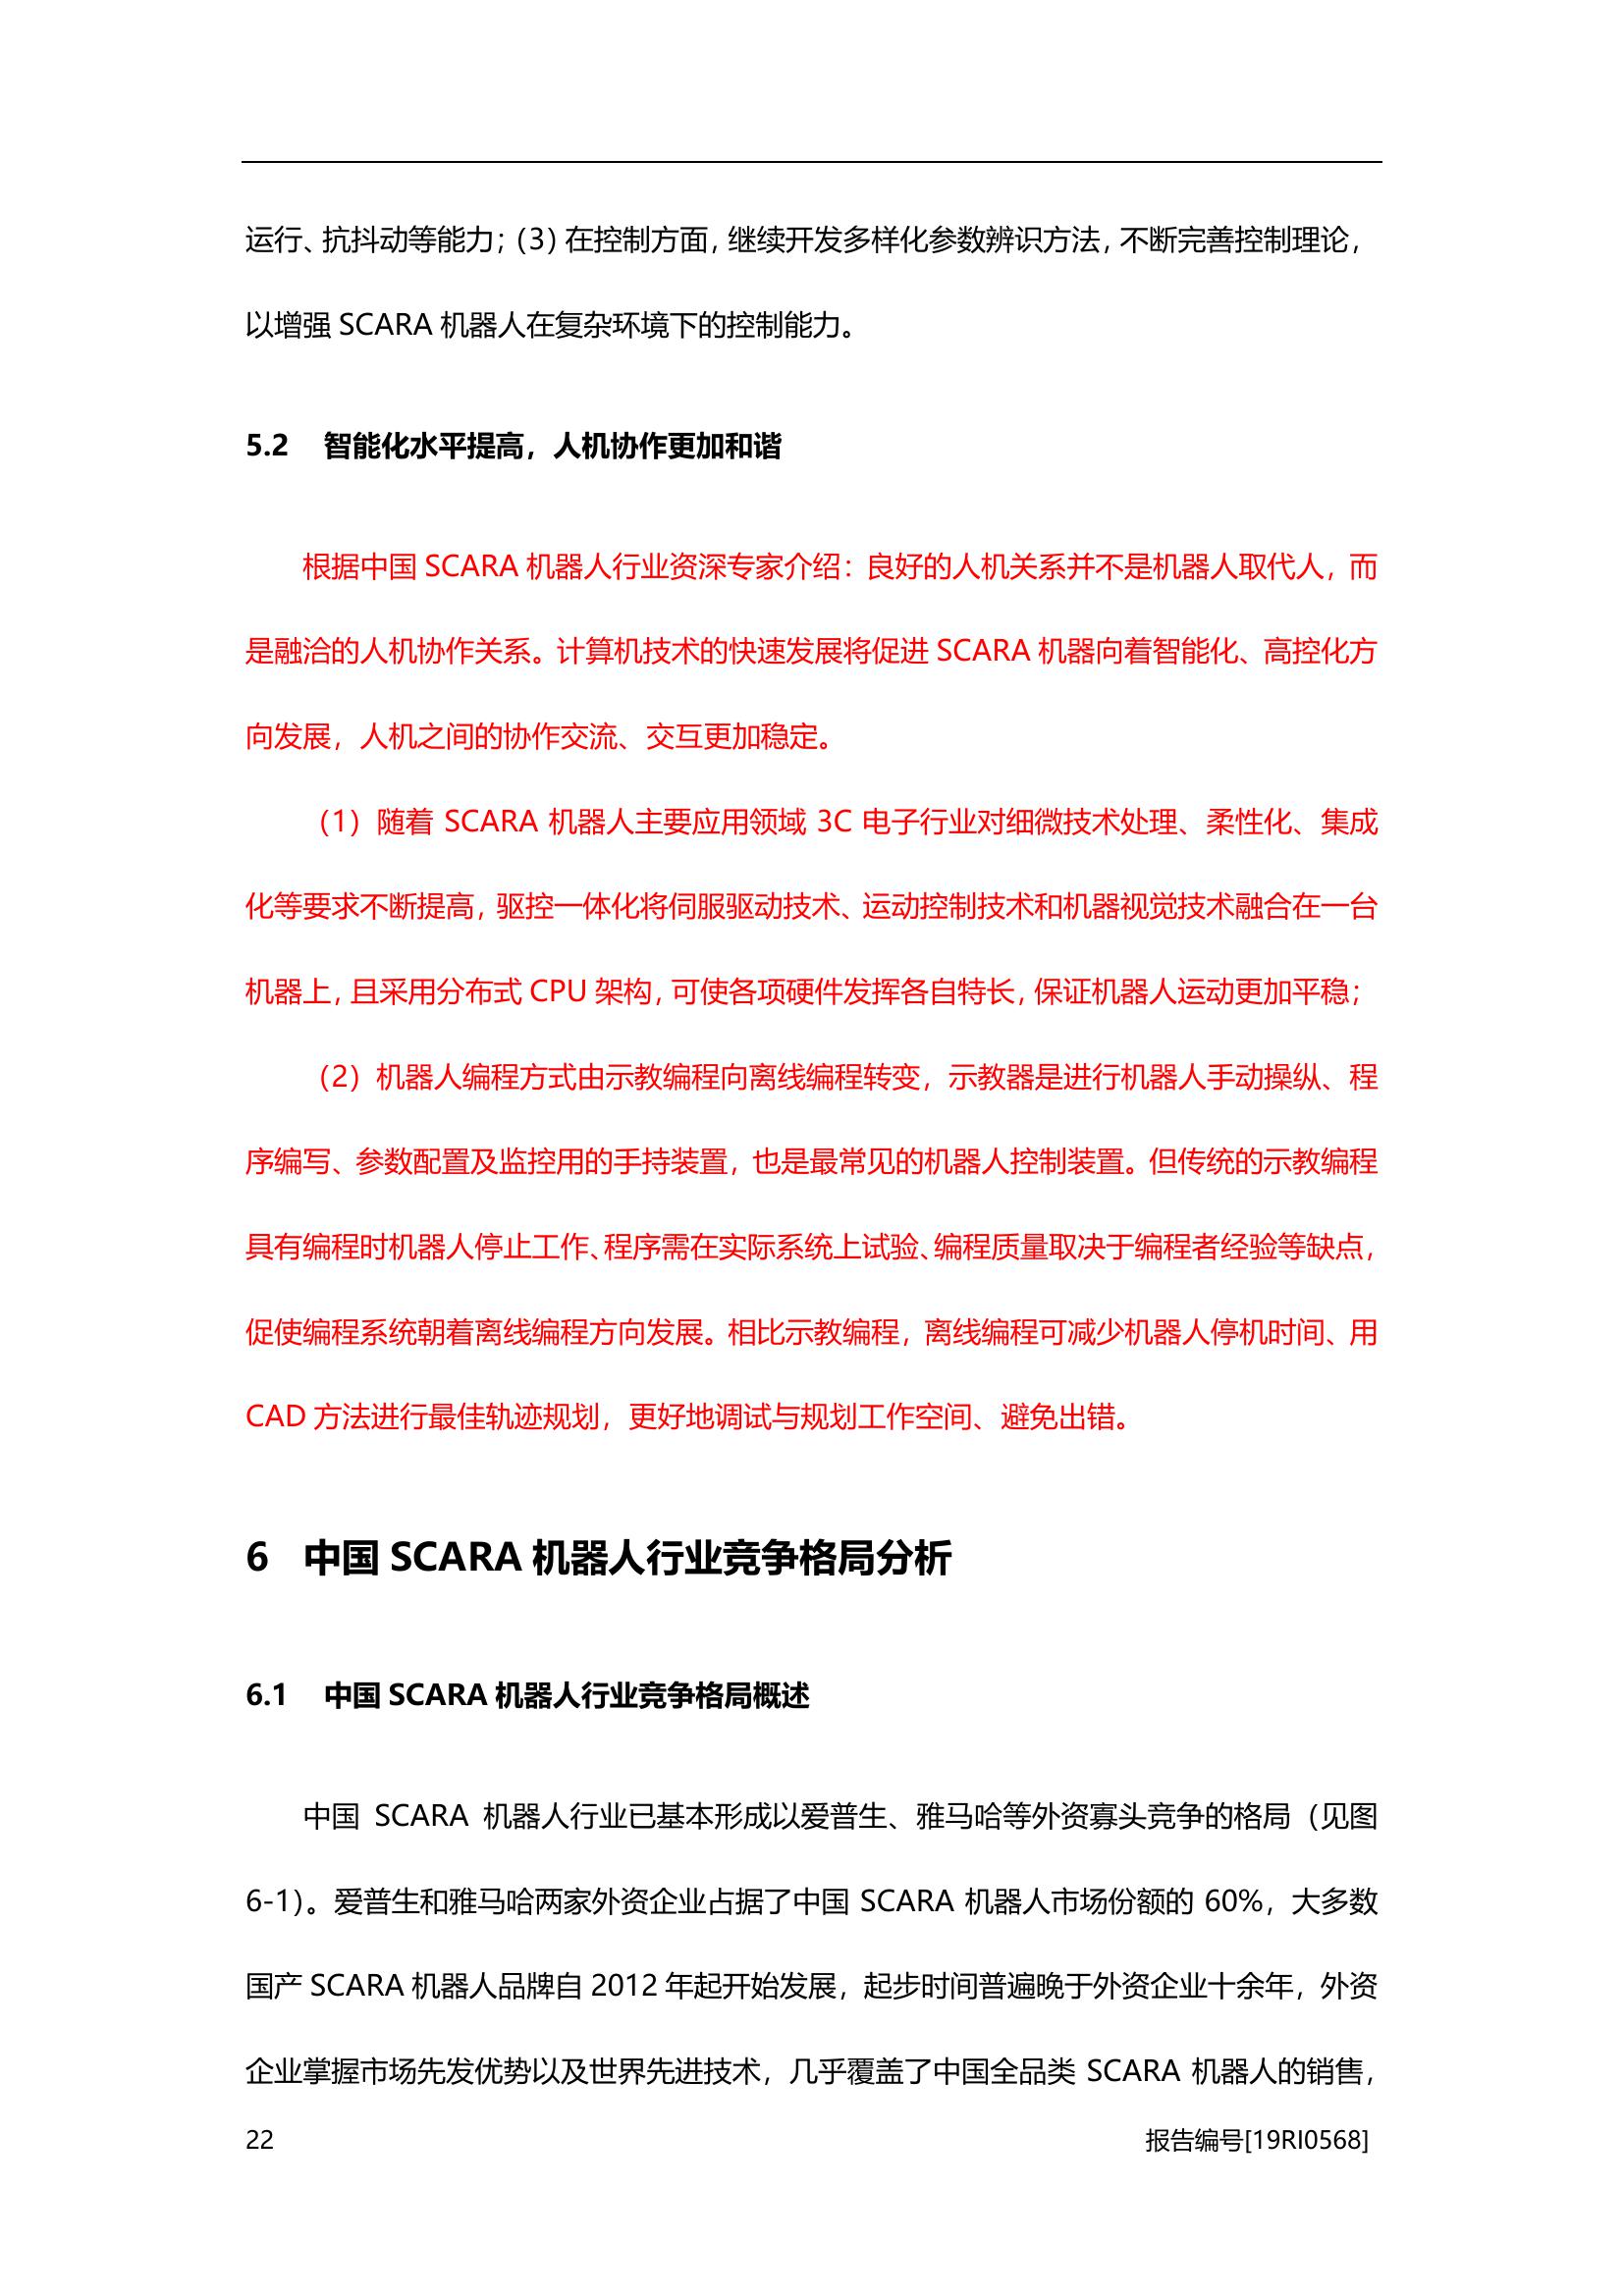 运行、抗抖动等能力；（3）在控制方面，继续开发多样化参数辨识方法，不断完善控制理论，
以增强 SCARA 机器人在复杂环境下的控制能力。
5.2 智能化水平提高，人机协作更加和谐
根据中国 SCARA 机器人行业资深专家介绍：良好的人机关系并不是机器人取代人，而
是融洽的人机协作关系。计算机技术的快速发展将促进 SCARA 机器向着智能化、高控化方
向发展，人机之间的协作交流、交互更加稳定。
（1）随着 SCARA 机器人主要应用领域 3C 电子行业对细微技术处理、柔性化、集成
化等要求不断提高，驱控一体化将伺服驱动技术、运动控制技术和机器视觉技术融合在一台
机器上，且采用分布式 CPU 架构，可使各项硬件发挥各自特长，保证机器人运动更加平稳；
（2）机器人编程方式由示教编程向离线编程转变，示教器是进行机器人手动操纵、程
序编写、参数配置及监控用的手持装置，也是最常见的机器人控制装置。但传统的示教编程
具有编程时机器人停止工作、程序需在实际系统上试验、编程质量取决于编程者经验等缺点，
促使编程系统朝着离线编程方向发展。相比示教编程，离线编程可减少机器人停机时间、用
CAD 方法进行最佳轨迹规划，更好地调试与规划工作空间、避免出错。
6 中国 SCARA 机器人行业竞争格局分析
6.1 中国 SCARA 机器人行业竞争格局概述
中国 SCARA 机器人行业已基本形成以爱普生、雅马哈等外资寡头竞争的格局（见图
6-1）。爱普生和雅马哈两家外资企业占据了中国 SCARA 机器人市场份额的 60%，大多数
国产 SCARA 机器人品牌自 2012 年起开始发展，起步时间普遍晚于外资企业十余年，外资
企业掌握市场先发优势以及世界先进技术，几乎覆盖了中国全品类 SCARA 机器人的销售，
22 报告编号[19RI0568]